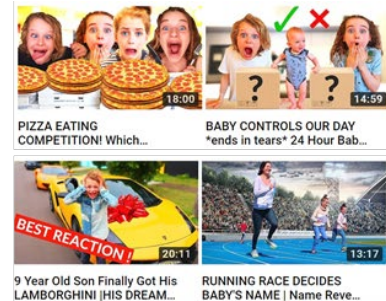 18:00
PIZZA EATING
COMPETITION! Which...
?
?
14:59
BABY CONTROLS OUR DAY
*ends in tears* 24 Hour Bab...
BEST REACTION !
20:11
9 Year Old Son Finally Got His
LAMBORGHINI |HIS DREAM...
13:17
RUNNING RACE DECIDES
BABY'S NAME | Name Reve...